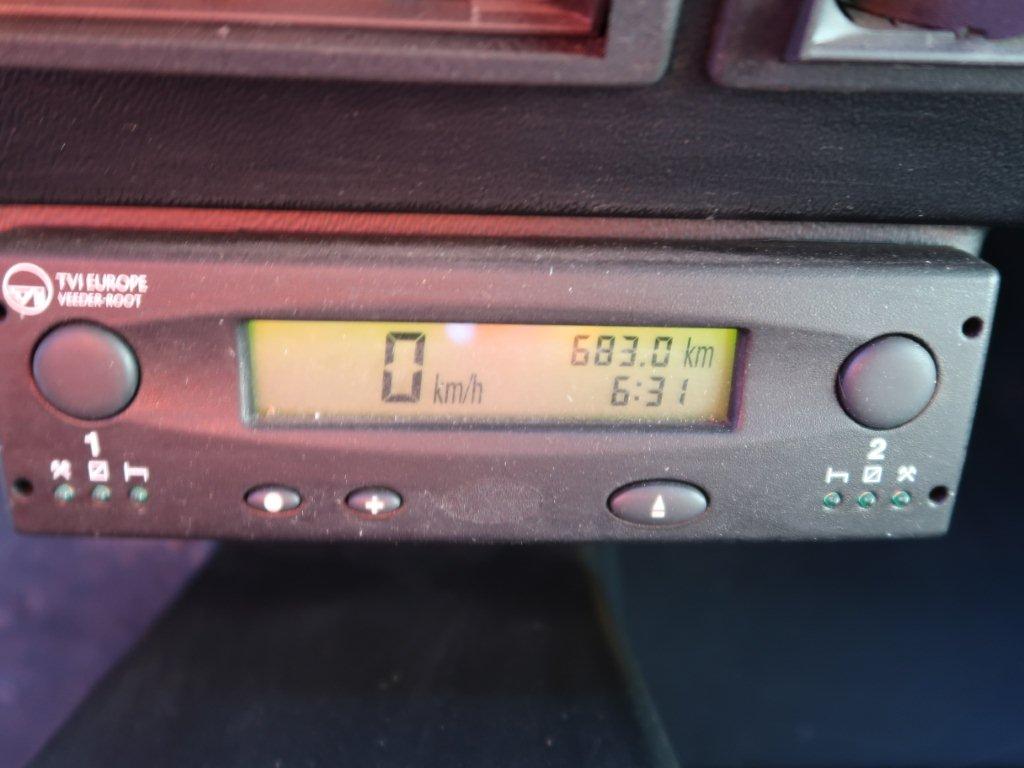 TVI EUROPE
VEEDER-ROOT
0 km/h
683.0 km
6:31
1
2